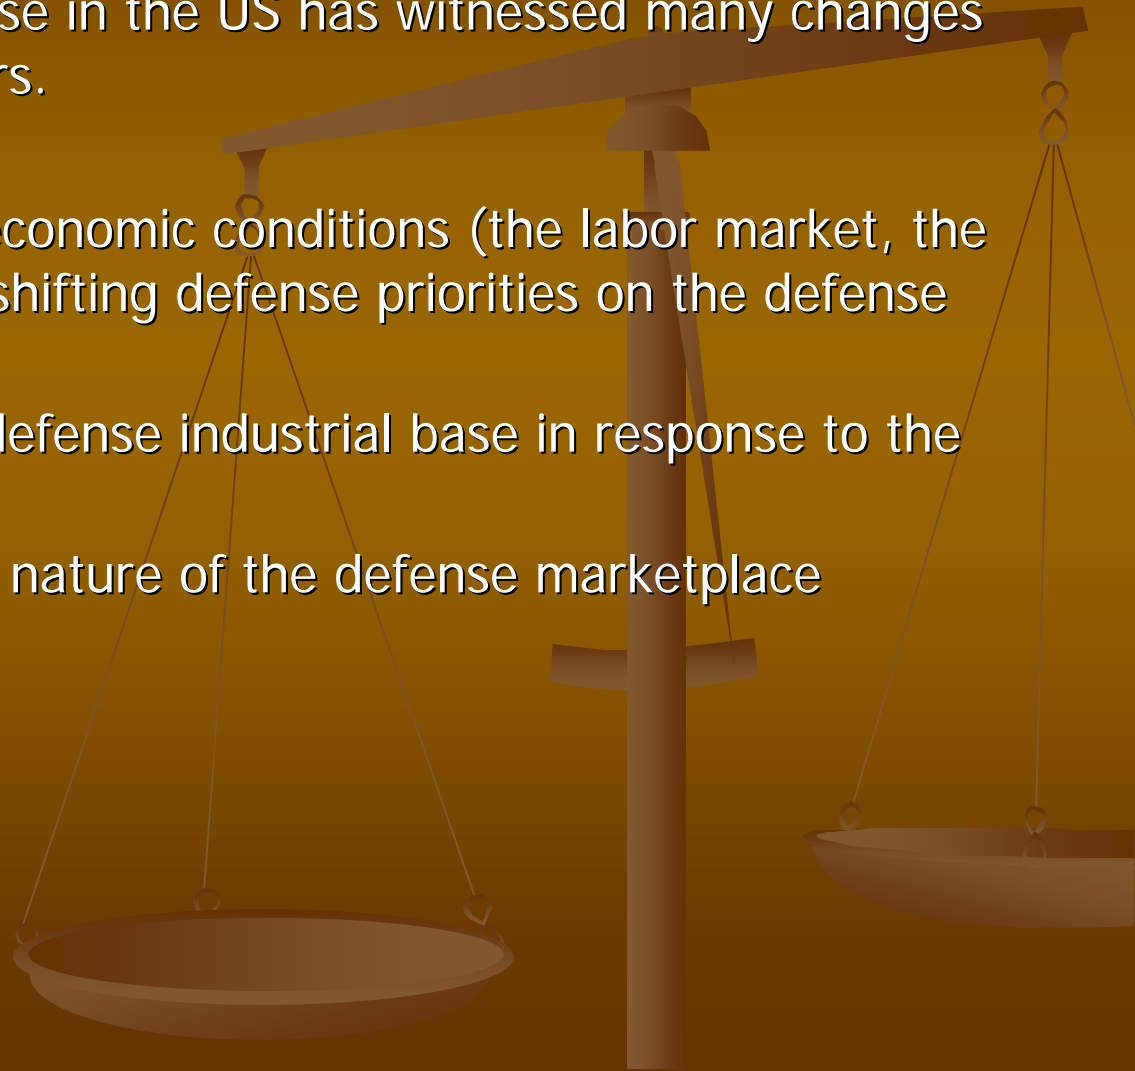 se in the US has witnessed many changes
rs.
economic conditions (the labor market, the
shifting defense priorities on the defense
defense industrial base in response to the
nature of the defense marketplace